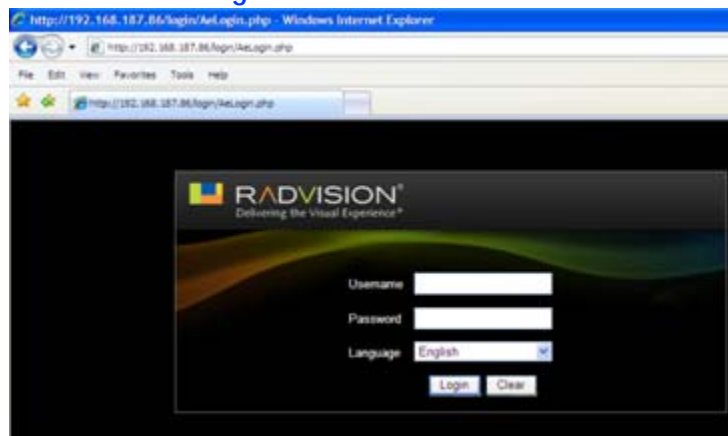 http://192.168.187.86/login/AeLogin.php - Windows Internet Explorer
http://192.168.187.86/login/AeLogin.php
File Edit View Favorites Tools Help
http://192.168.187.86/login/AeLogin.php
RADVISION®
Delivering the Visual Experience®
Username
Password
Language English
Login Clear